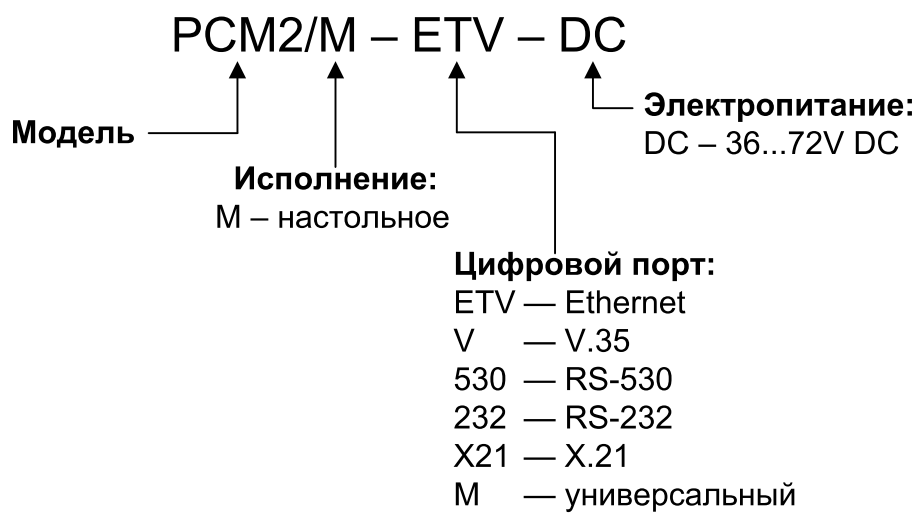 PCM2/M – ETV – DC
Электропитание:
DC – 36...72V DC
Модель
Исполнение:
М – настольное
Цифровой порт:
ETV — Ethernet
V — V.35
530 — RS-530
232 — RS-232
X21 — X.21
M — универсальный